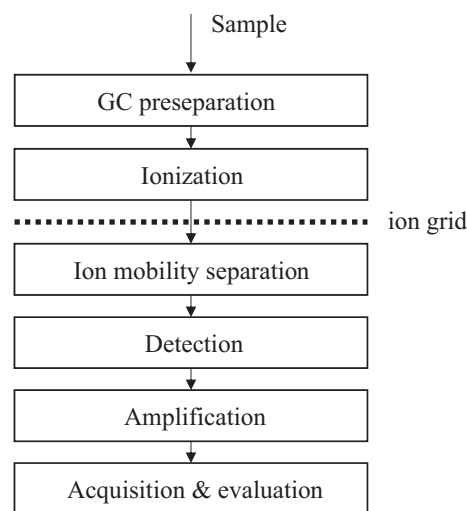 Sample
GC preseparation
Ionization
ion grid
Ion mobility separation
Detection
Amplification
Acquisition & evaluation